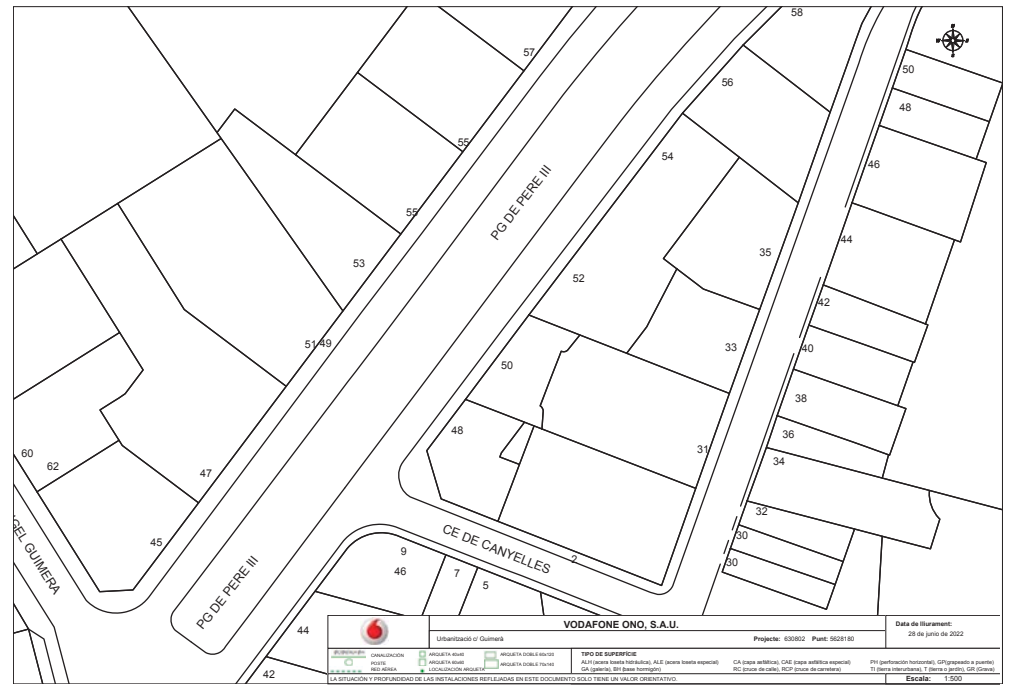 58
57
56
50
48
55
54
46
PG DE PERE III
55
44
35
53
52
42
51 49
33
40
50
38
48
36
31
34
60
62
47
32
45
CE DE CANYELLES
30
9
2
30
46
7
5
GEL GUIMERA
PG DE PERE III
44
42
VODAFONE ONO, S.A.U.
Data de lliurament:
28 de junio de 2022
Urbanització c/ Guimerà
Projecte: 630802 Punt: 5628180
CANALIZACIÓN
POSTE
RED AÉREA
ARQUETA 40x40
ARQUETA 60x60
LOCALIZACIÓN ARQUETA
ARQUETA DOBLE 60x120
ARQUETA DOBLE 70x140
TIPO DE SUPERFÍCIE
ALH (acera loseta hidráulica), ALE (acera loseta especial)
GA (galería), BH (base hormigón)
CA (capa asfáltica), CAE (capa asfáltica especial)
RC (cruce de calle), RCP (cruce de carretera)
PH (perforación horizontal), GP(grapeado a puente)
TI (tierra interurbana), T (tierra o jardín), GR (Grava)
LA SITUACIÓN Y PROFUNDIDAD DE LAS INSTALACIONES REFLEJADAS EN ESTE DOCUMENTO SOLO TIENE UN VALOR ORIENTATIVO.
Escala: 1:500